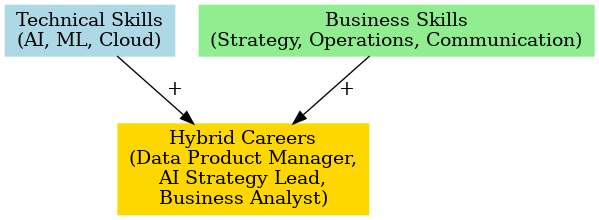 Technical Skills
(AI, ML, Cloud)
Business Skills
(Strategy, Operations, Communication)
+
+
Hybrid Careers
(Data Product Manager,
AI Strategy Lead,
Business Analyst)